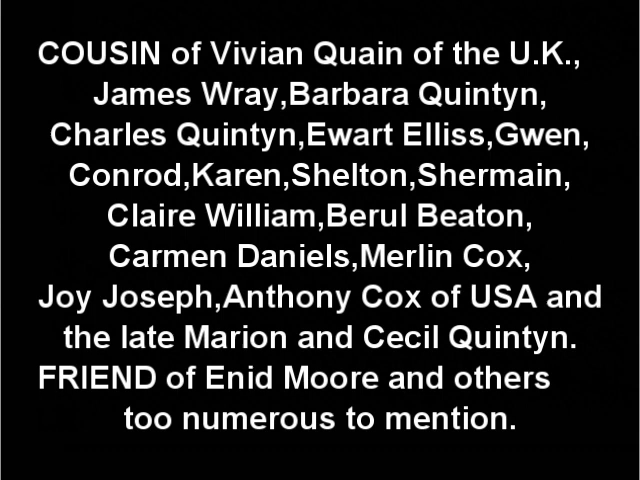 COUSIN of Vivian Quain of the U.K.,
James Wray,Barbara Quintyn,
Charles Quintyn,Ewart Elliss,Gwen,
Conrod,Karen,Shelton,Shermain,
Claire William,Berul Beaton,
Carmen Daniels,Merlin Cox,
Joy Joseph,Anthony Cox of USA and
the late Marion and Cecil Quintyn.
FRIEND of Enid Moore and others
too numerous to mention.